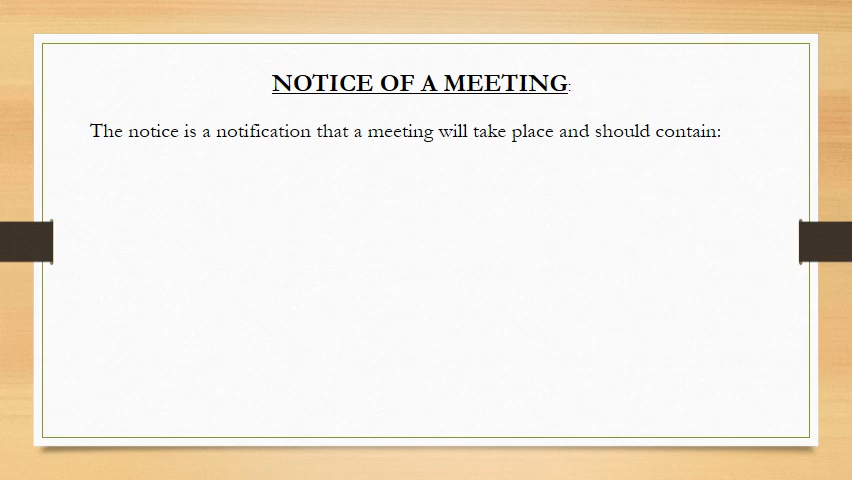 NOTICE OF A MEETING:
The notice is a notification that a meeting will take place and should contain: